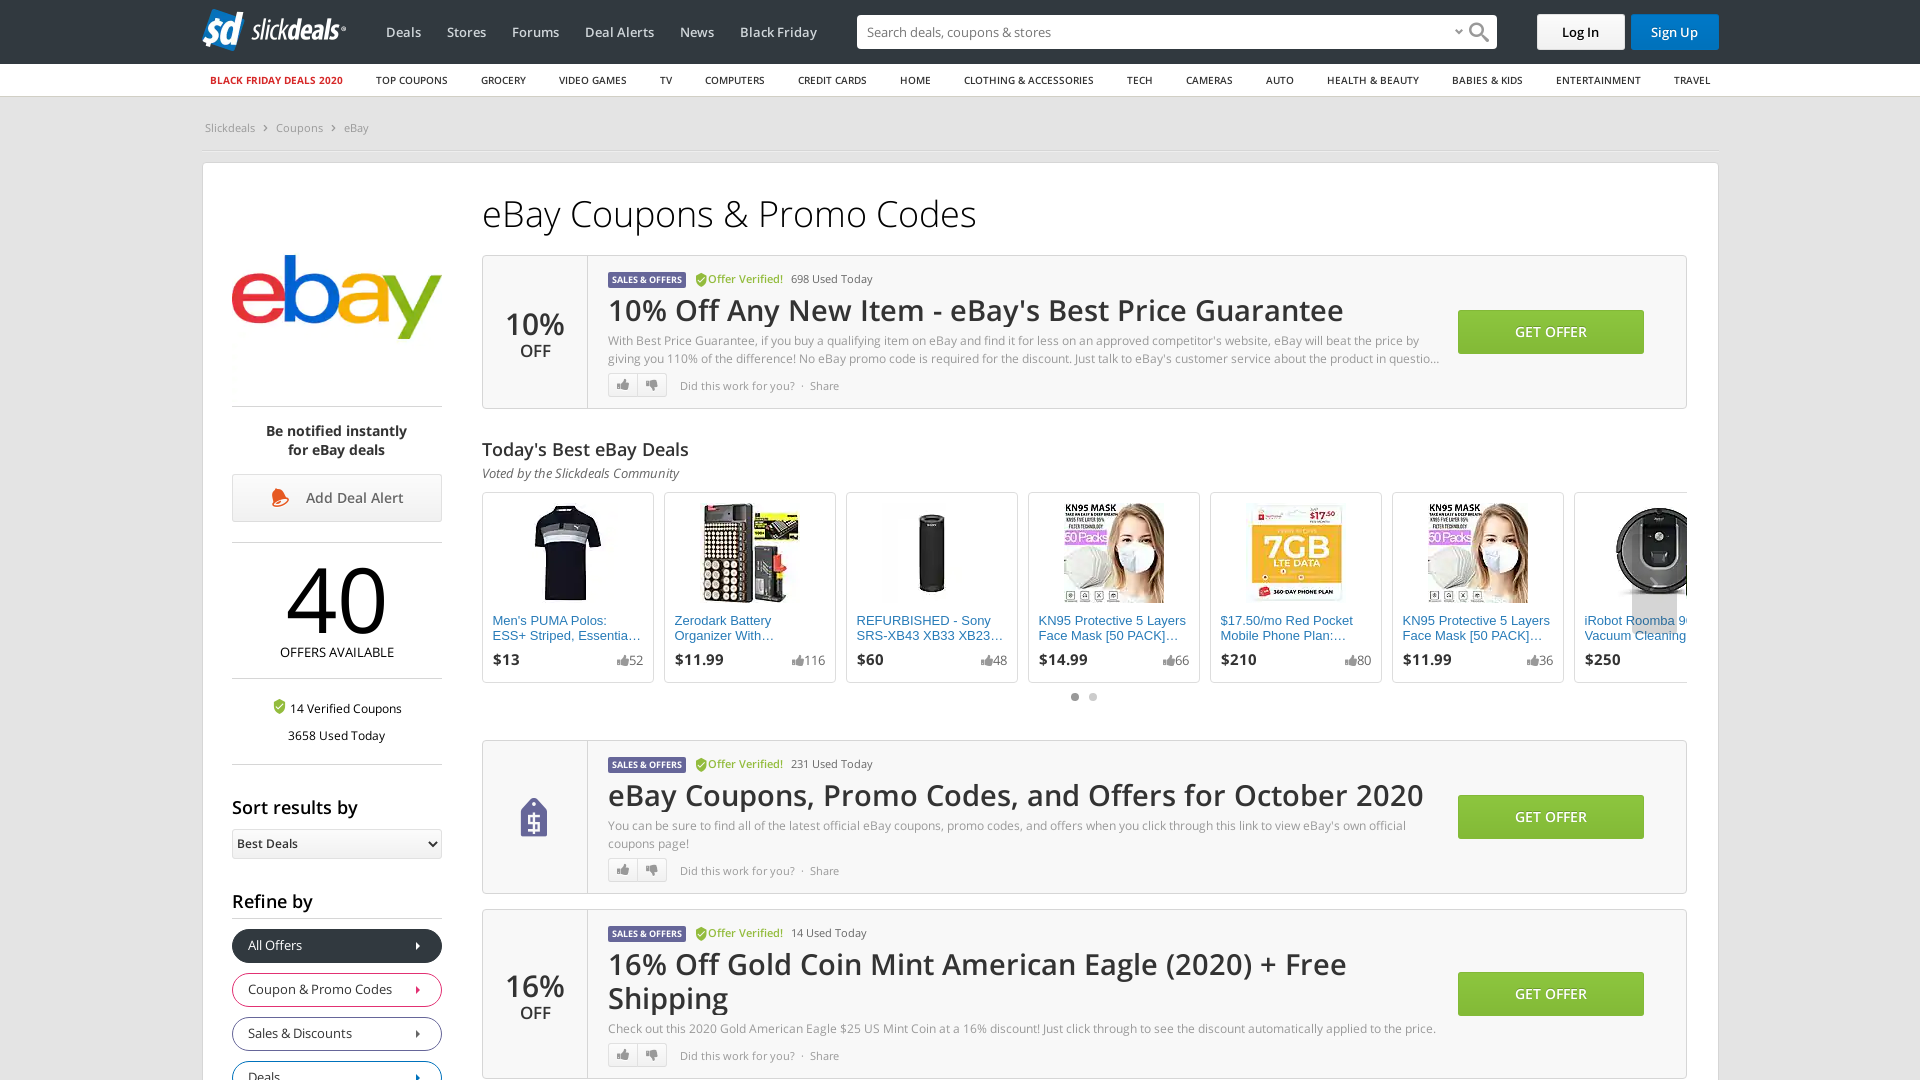 sd slickdeals
Deals
Stores
Forums
Deal Alerts
News
Black Friday
Search deals, coupons & stores
Log In
Sign Up
BLACK FRIDAY DEALS 2020
TOP COUPONS
GROCERY
VIDEO GAMES
TV
COMPUTERS
CREDIT CARDS
HOME
CLOTHING & ACCESSORIES
TECH
CAMERAS
AUTO
HEALTH & BEAUTY
BABIES & KIDS
ENTERTAINMENT
TRAVEL
Slickdeals > Coupons > eBay
ebay
Be notified instantly
for eBay deals
Add Deal Alert
40
OFFERS AVAILABLE
14 Verified Coupons
3658 Used Today
Sort results by
Best Deals
Refine by
All Offers
Coupon & Promo Codes
Sales & Discounts
Deals
eBay Coupons & Promo Codes
10%
OFF
SALES & OFFERS Offer Verified! 698 Used Today
10% Off Any New Item - eBay's Best Price Guarantee
With Best Price Guarantee, if you buy a qualifying item on eBay and find it for less on an approved competitor's website, eBay will beat the price by
giving you 110% of the difference! No eBay promo code is required for the discount. Just talk to eBay's customer service about the product in questio...
Did this work for you? · Share
GET OFFER
Today's Best eBay Deals
Voted by the Slickdeals Community
Men's PUMA Polos:
ESS+ Striped, Essentia...
$13
52
Zerodark Battery
Organizer With...
$11.99
116
REFURBISHED - Sony
SRS-XB43 XB33 XB23...
$60
48
KN95 MASK
50 Packs
KN95 Protective 5 Layers
Face Mask [50 PACK]...
$14.99
66
$17.50
7GB
LTE DATA
360-DAY PHONE PLAN
$17.50/mo Red Pocket
Mobile Phone Plan:...
$210
80
KN95 MASK
50 Packs
KN95 Protective 5 Layers
Face Mask [50 PACK]...
$11.99
36
iRobot Roomba
Vacuum Cleaning
$250
SALES & OFFERS Offer Verified! 231 Used Today
eBay Coupons, Promo Codes, and Offers for October 2020
You can be sure to find all of the latest official eBay coupons, promo codes, and offers when you click through this link to view eBay's own official
coupons page!
Did this work for you? · Share
GET OFFER
16%
OFF
SALES & OFFERS Offer Verified! 14 Used Today
16% Off Gold Coin Mint American Eagle (2020) + Free
Shipping
Check out this 2020 Gold American Eagle $25 US Mint Coin at a 16% discount! Just click through to see the discount automatically applied to the price.
Did this work for you? · Share
GET OFFER